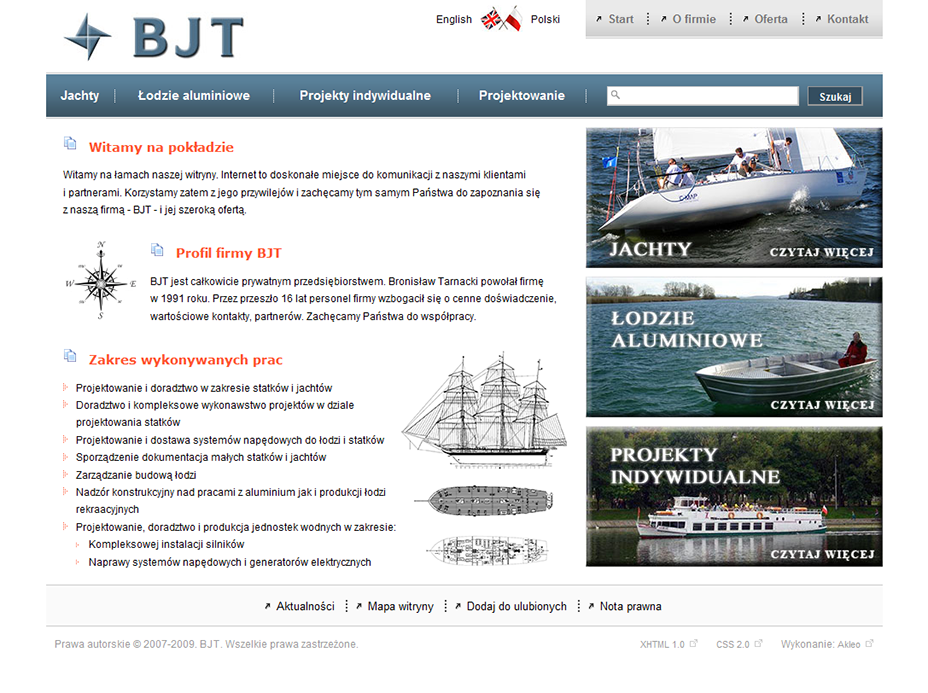 BJT
English Polski
Start O firmie Oferta Kontakt
Jachty Łodzie aluminiowe Projekty indywidualne Projektowanie Szukaj
Witamy na pokładzie
Witamy na łamach naszej witryny. Internet to doskonałe miejsce do komunikacji z naszymi klientami
i partnerami. Korzystamy zatem z jego przywilejów i zachęcamy tym samym Państwa do zapoznania się
z naszą firmą - BJT - i jej szeroką ofertą.
N
W E
S
Profil firmy BJT
BJT jest całkowicie prywatnym przedsiębiorstwem. Bronisław Tarnacki powołał firmę
w 1991 roku. Przez przeszło 16 lat personel firmy wzbogacił się o cenne doświadczenie,
wartościowe kontakty, partnerów. Zachęcamy Państwa do współpracy.
Zakres wykonywanych prac
Projektowanie i doradztwo w zakresie statków i jachtów
Doradztwo i kompleksowe wykonawstwo projektów w dziale
projektowania statków
Projektowanie i dostawa systemów napędowych do łodzi i statków
Sporządzenie dokumentacja małych statków i jachtów
Zarządzanie budową łodzi
Nadzór konstrukcyjny nad pracami z aluminium jak i produkcji łodzi
rekraacyjnych
Projektowanie, doradztwo i produkcja jednostek wodnych w zakresie:
Kompleksowej instalacji silników
Naprawy systemów napędowych i generatorów elektrycznych
JACHTY
CZYTAJ WIĘCEJ
ŁODZIE
ALUMINIOWE
CZYTAJ WIĘCEJ
PROJEKTY
INDYWIDUALNE
CZYTAJ WIĘCEJ
Aktualności Mapa witryny Dodaj do ulubionych Nota prawna
Prawa autorskie © 2007-2009. BJT. Wszelkie prawa zastrzeżone. XHTML 1.0 CSS 2.0 Wykonanie: Akleo